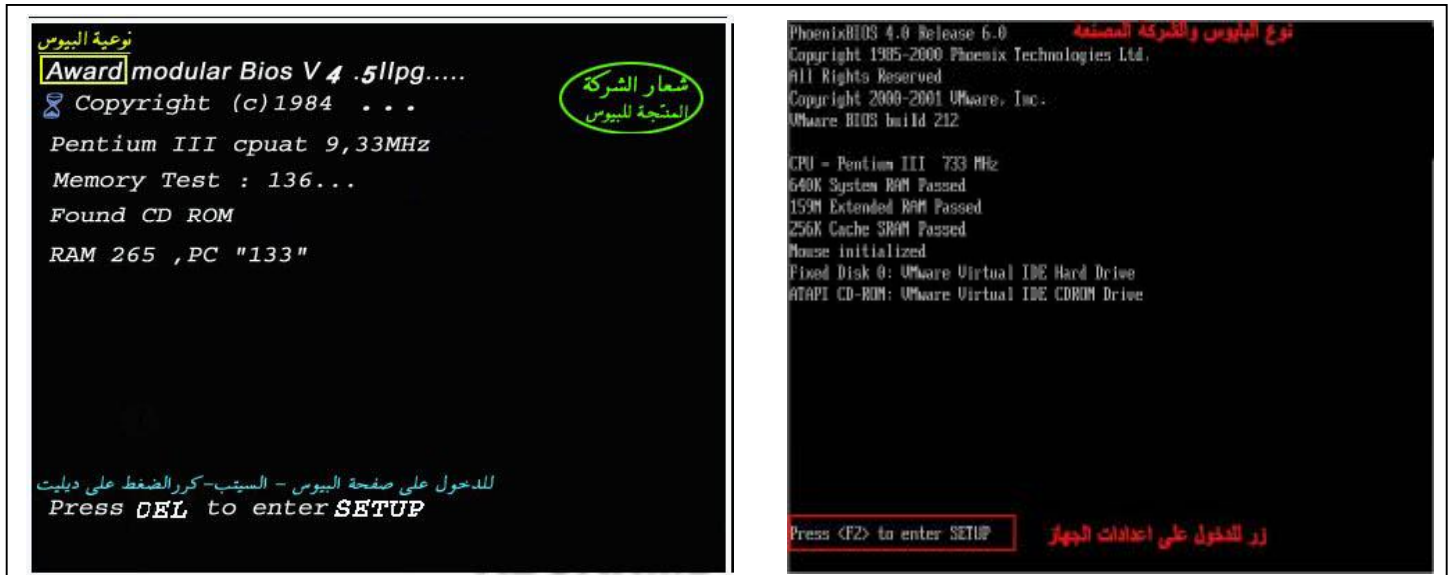 نوعية البيوس
Award modular Bios V 4 .5llpg.....
Copyright (c)1984 ...
شعار الشركة
المنتجة للبيوس
Pentium III cpuat 9,33MHz
Memory Test : 136...
Found CD ROM
RAM 265 ,PC "133"
للدخول على صفحة البيوس – السيتب-كررالضغط على ديليت
Press DEL to enter SETUP
PhoenixBIOS 4.0 Release 6.0
نوع البايوس والشركة المصنعة
Copyright 1985-2000 Phoenix Technologies Ltd.
All Rights Reserved
Copyright 2000-2001 VMware, Inc.
VMware BIOS build 212
CPU = Pentium III 733 MHz
640K System RAM Passed
159M Extended RAM Passed
256K Cache SRAM Passed
Mouse initialized
Fixed Disk 0: VMware Virtual IDE Hard Drive
ATAPI CD-ROM: VMware Virtual IDE CDROM Drive
Press <F2> to enter SETUP
زر للدخول على اعدادات الجهاز